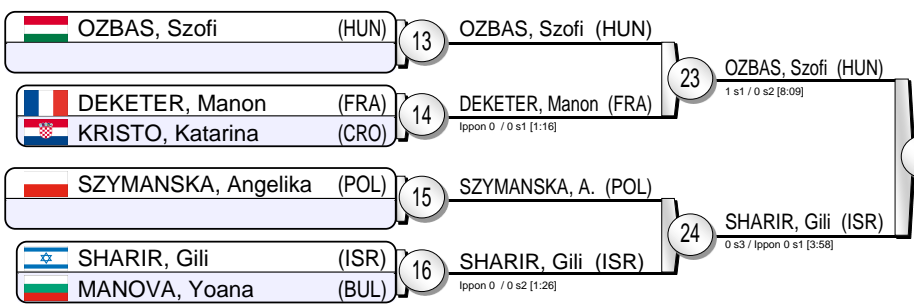 OZBAS, Szofi (HUN)
13
OZBAS, Szofi (HUN)
DEKETER, Manon (FRA)
KRISTO, Katarina (CRO)
14
DEKETER, Manon (FRA)
Ippon 0 / 0 s1 [1:16]
23
OZBAS, Szofi (HUN)
1 s1 / 0 s2 [8:09]
SZYMANSKA, Angelika (POL)
15
SZYMANSKA, A. (POL)
SHARIR, Gili (ISR)
MANOVA, Yoana (BUL)
16
SHARIR, Gili (ISR)
Ippon 0 / 0 s2 [1:26]
24
SHARIR, Gili (ISR)
0 s3 / Ippon 0 s1 [3:58]